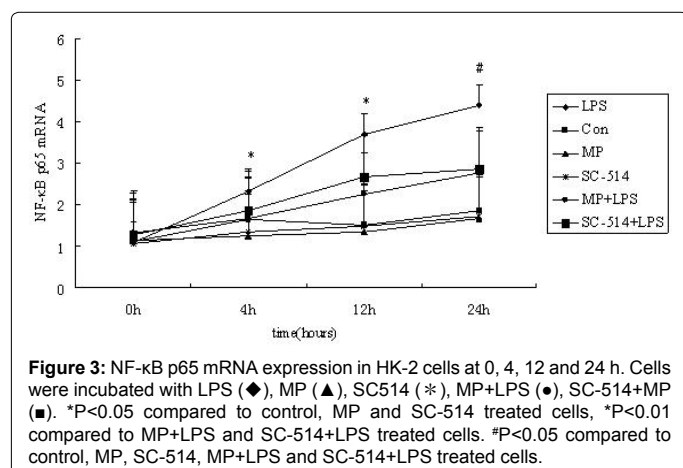 6
5
4
3
2
1
0
NF-κB p65 mRNA
*
*
#
0h
4h
12h
24h
time(hours)
LPS
Con
MP
SC-514
MP+LPS
SC-514+LPS
Figure 3: NF-κB p65 mRNA expression in HK-2 cells at 0, 4, 12 and 24 h. Cells
were incubated with LPS (◆), MP (▲), SC514 (✳), MP+LPS (●), SC-514+MP
(■). *P<0.05 compared to control, MP and SC-514 treated cells, *P<0.01
compared to MP+LPS and SC-514+LPS treated cells. #P<0.05 compared to
control, MP, SC-514, MP+LPS and SC-514+LPS treated cells.